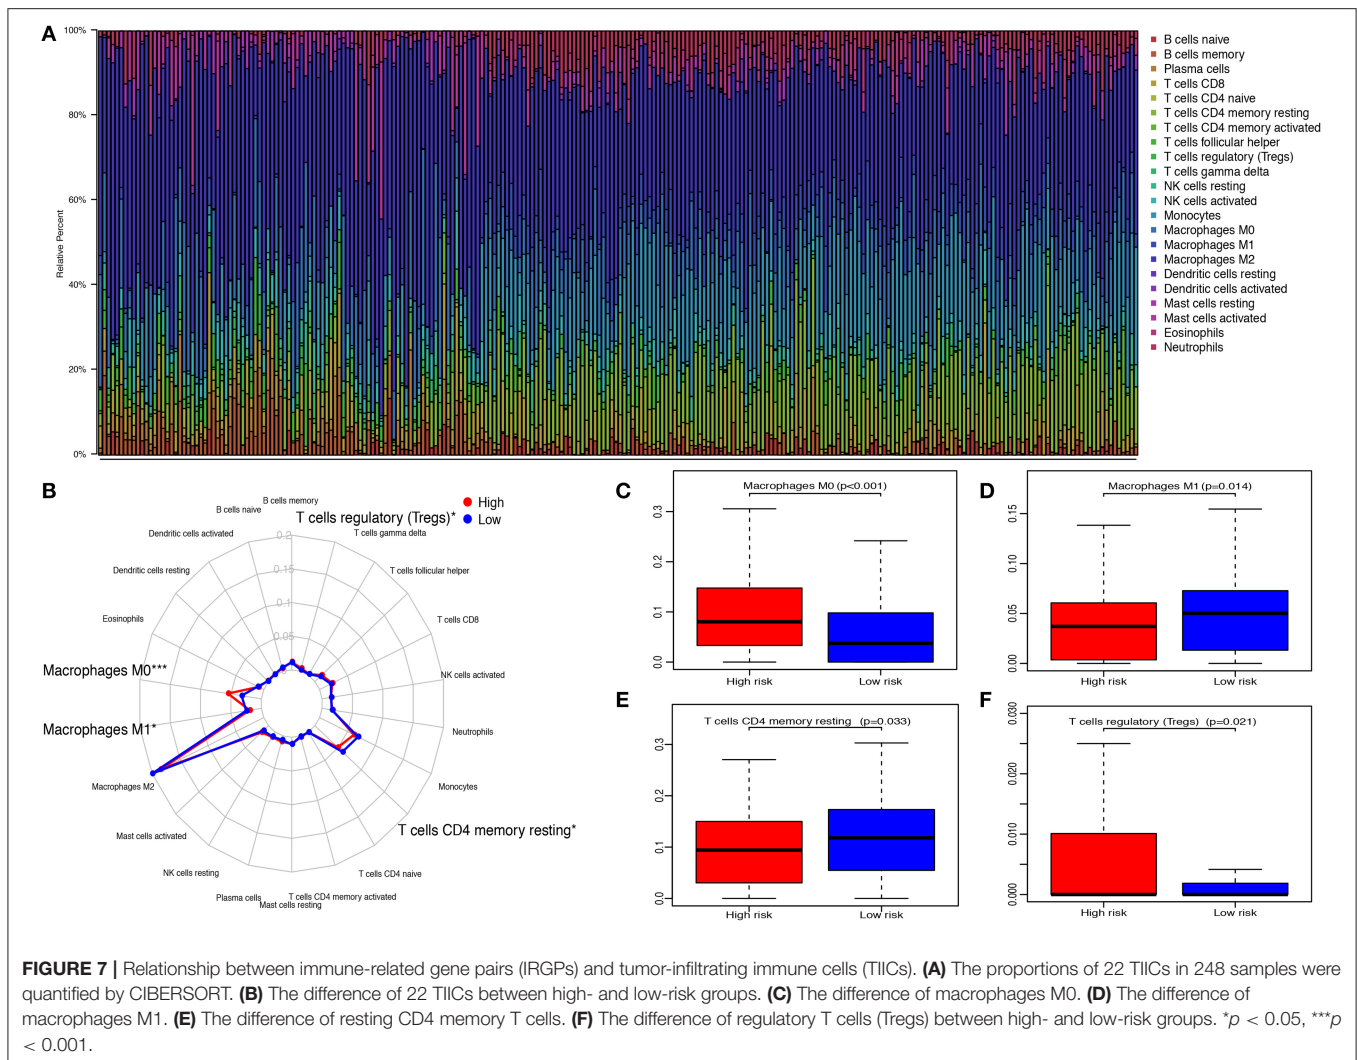 A
100%
80%
60%
40%
20%
0%
Relative Percent
B cells naive
B cells memory
Plasma cells
T cells CD8
T cells CD4 naive
T cells CD4 memory resting
T cells CD4 memory activated
T cells follicular helper
T cells regulatory (Tregs)
T cells gamma delta
NK cells resting
NK cells activated
Monocytes
Macrophages M0
Macrophages M1
Macrophages M2
Dendritic cells resting
Dendritic cells activated
Mast cells resting
Mast cells activated
Eosinophils
Neutrophils
B
High
Low
B cells memory
B cells naive
T cells regulatory (Tregs)*
Dendritic cells activated
T cells gamma delta
Dendritic cells resting
T cells follicular helper
Eosinophils
T cells CD8
Macrophages M0***
NK cells activated
Macrophages M1*
Neutrophils
Macrophages M2
Monocytes
Mast cells activated
T cells CD4 memory resting*
NK cells resting
T cells CD4 naive
Plasma cells
T cells CD4 memory activated
Mast cells resting
0.2
0.15
0.1
0.05
C
Macrophages M0 (p<0.001)
0.3
0.2
0.1
0.0
High risk
Low risk
D
Macrophages M1 (p=0.014)
0.15
0.10
0.05
0.00
High risk
Low risk
E
T cells CD4 memory resting (p=0.033)
0.3
0.2
0.1
0.0
High risk
Low risk
F
T cells regulatory (Tregs) (p=0.021)
0.030
0.020
0.010
0.000
High risk
Low risk
FIGURE 7 | Relationship between immune-related gene pairs (IRGPs) and tumor-infiltrating immune cells (TIICs). (A) The proportions of 22 TIICs in 248 samples were
quantified by CIBERSORT. (B) The difference of 22 TIICs between high- and low-risk groups. (C) The difference of macrophages M0. (D) The difference of
macrophages M1. (E) The difference of resting CD4 memory T cells. (F) The difference of regulatory T cells (Tregs) between high- and low-risk groups. *p < 0.05, ***p
< 0.001.